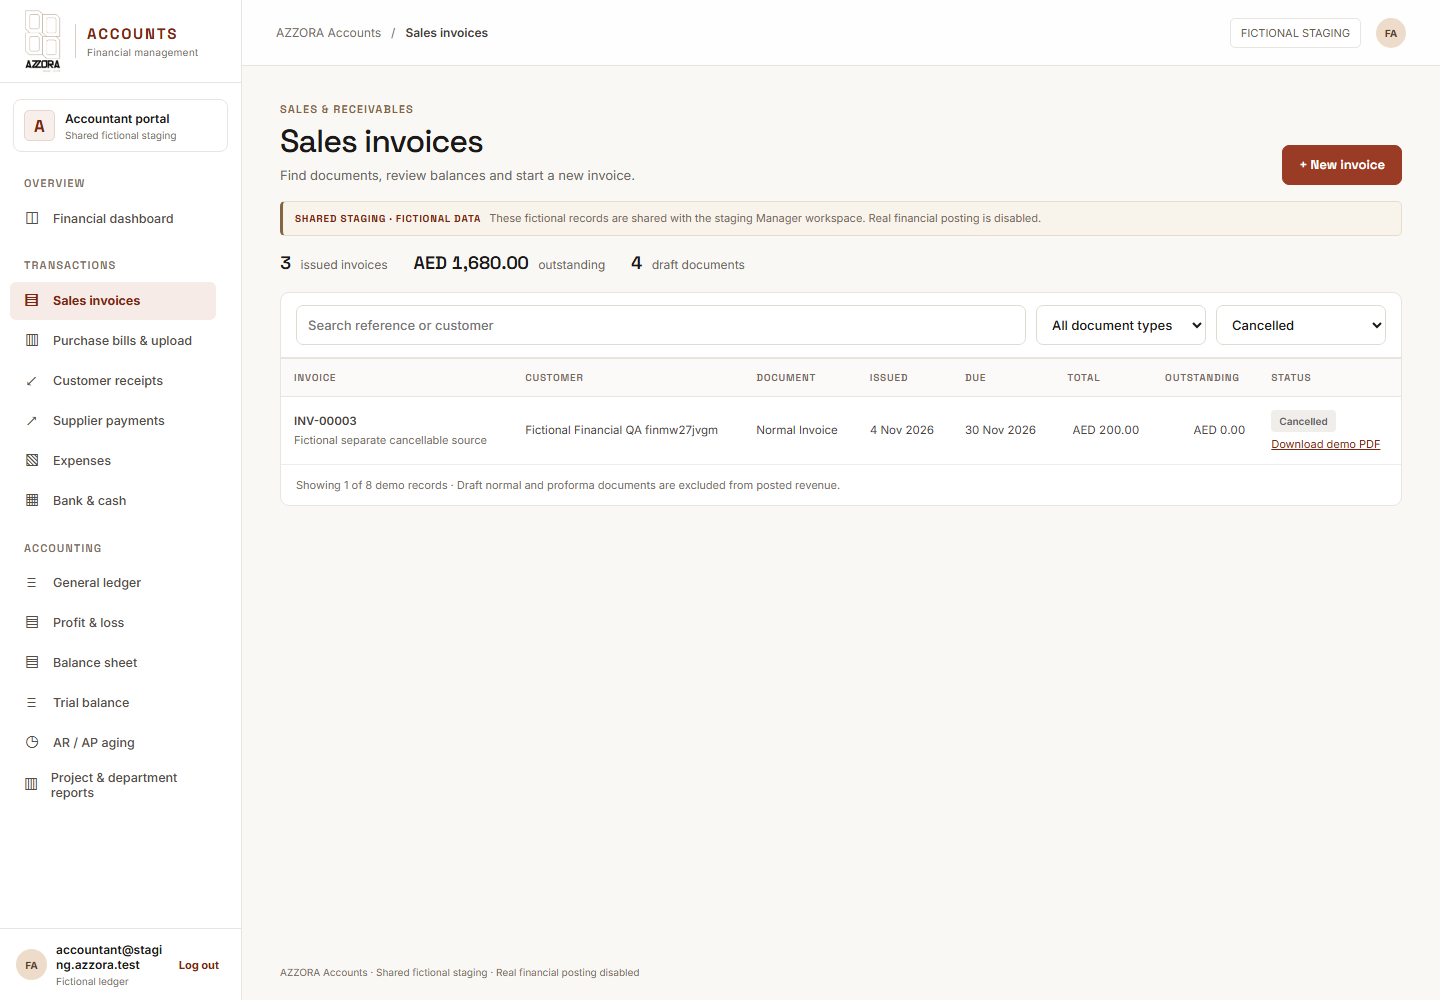 AZZORA
ACCOUNTS
Financial management
A
Accountant portal
Shared fictional staging
OVERVIEW
Financial dashboard
TRANSACTIONS
Sales invoices
Purchase bills & upload
Customer receipts
Supplier payments
Expenses
Bank & cash
ACCOUNTING
General ledger
Profit & loss
Balance sheet
Trial balance
AR / AP aging
Project & department
reports
FA
accountant@stagi
ng.azzora.test
Fictional ledger
Log out
AZZORA Accounts / Sales invoices
FICTIONAL STAGING
FA
SALES & RECEIVABLES
Sales invoices
Find documents, review balances and start a new invoice.
+ New invoice
SHARED STAGING · FICTIONAL DATA These fictional records are shared with the staging Manager workspace. Real financial posting is disabled.
3 issued invoices AED 1,680.00 outstanding 4 draft documents
Search reference or customer
All document types
Cancelled
INVOICE CUSTOMER DOCUMENT ISSUED DUE TOTAL OUTSTANDING STATUS
INV-00003
Fictional separate cancellable source
Fictional Financial QA finmw27jvgm
Normal Invoice
4 Nov 2026
30 Nov 2026
AED 200.00
AED 0.00
Cancelled
Download demo PDF
Showing 1 of 8 demo records · Draft normal and proforma documents are excluded from posted revenue.
AZZORA Accounts · Shared fictional staging · Real financial posting disabled